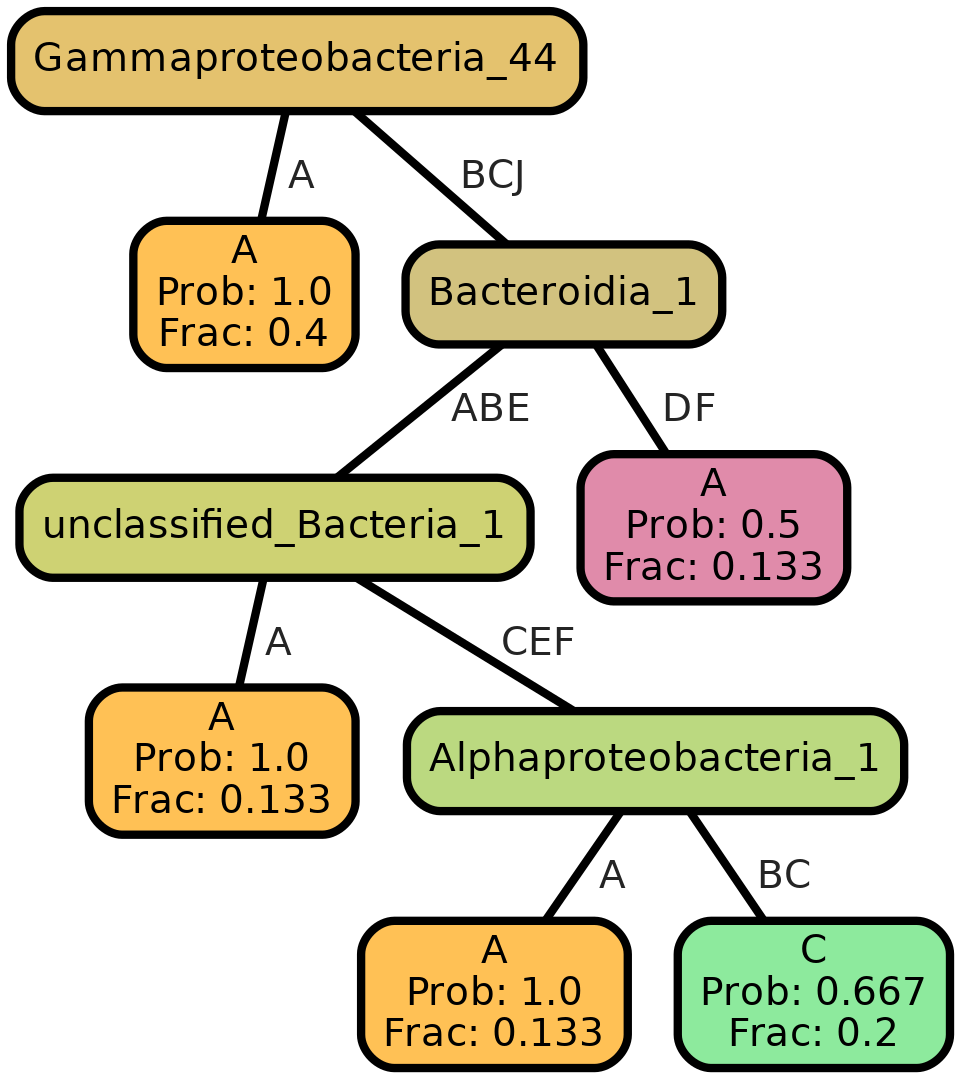 Gammaproteobacteria_44
A
BCJ
A
Prob: 1.0
Frac: 0.4
Bacteroidia_1
ABE
DF
unclassified_Bacteria_1
A
Prob: 0.5
Frac: 0.133
A
CEF
A
Prob: 1.0
Frac: 0.133
Alphaproteobacteria_1
A
BC
A
Prob: 1.0
Frac: 0.133
C
Prob: 0.667
Frac: 0.2